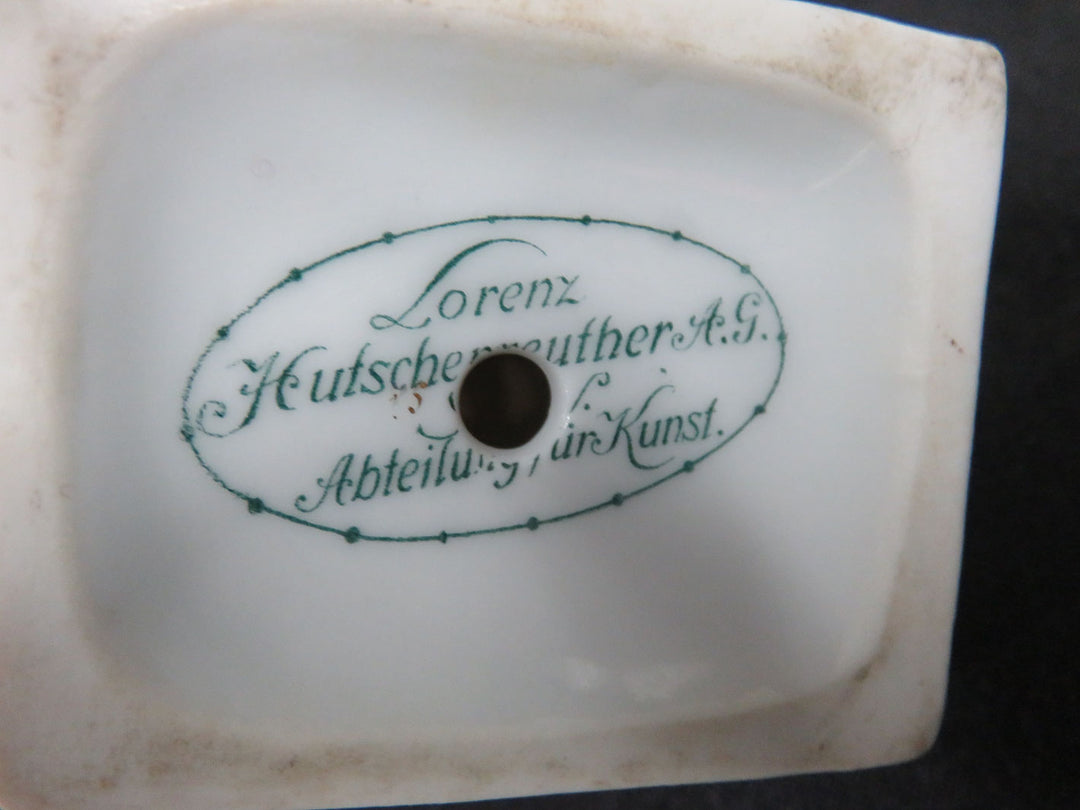 Lorenz
Hutschenreuther A.G.
Abteilung für Kunst.